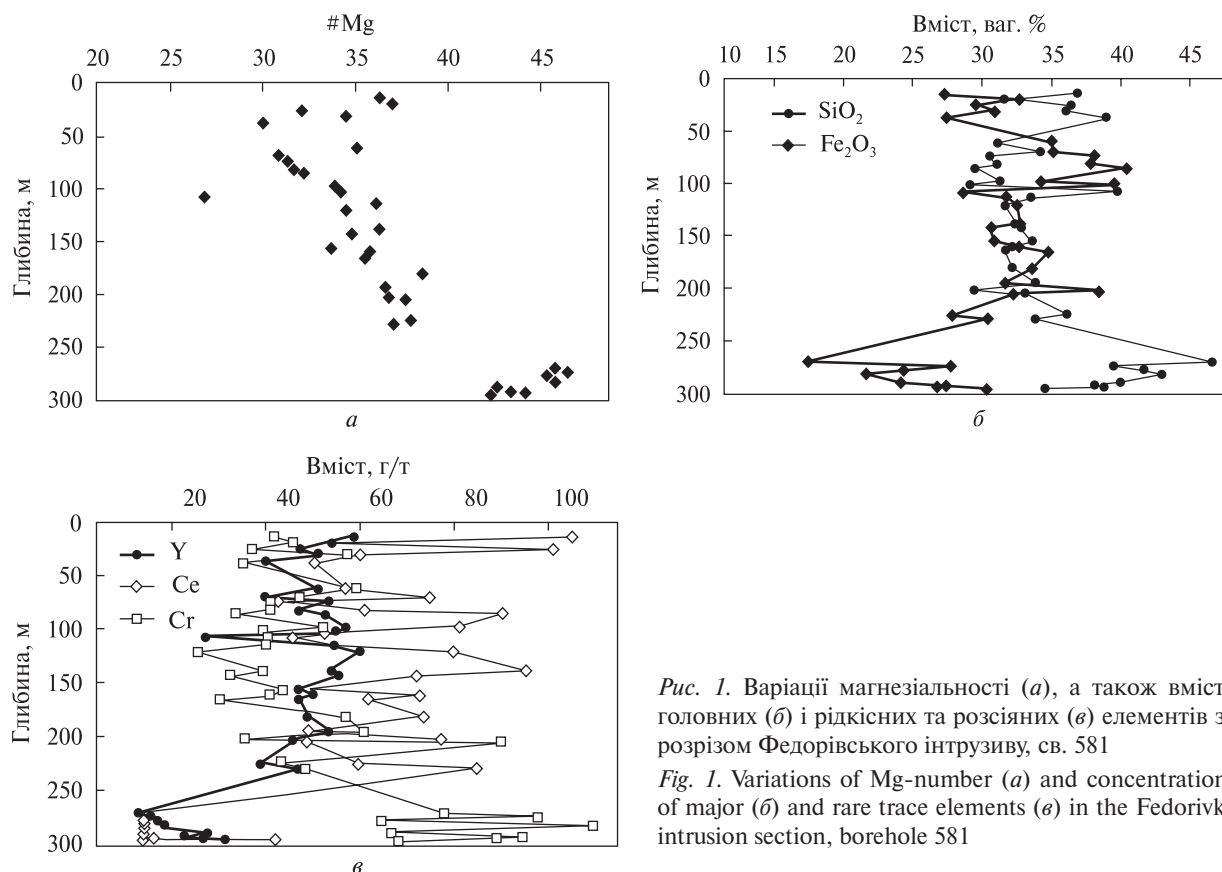 #Mg
20 25 30 35 40 45
0
50
100
150
200
250
300
Глибина, м
а
Вміст, ваг. %
10 15 20 25 30 35 40 45
0
50
100
150
200
250
300
Глибина, м
SiO₂
Fe₂O₃
б
Вміст, г/т
20 40 60 80 100
0
50
100
150
200
250
300
Глибина, м
Y
Ce
Cr
в
Рис. 1. Варіації магнезіальності (а), а також вміст
головних (б) і рідкісних та розсіяних (в) елементів з
розрізом Федорівського інтрузиву, св. 581
Fig. 1. Variations of Mg-number (а) and concentration
of major (б) and rare trace elements (в) in the Fedorivk
intrusion section, borehole 581